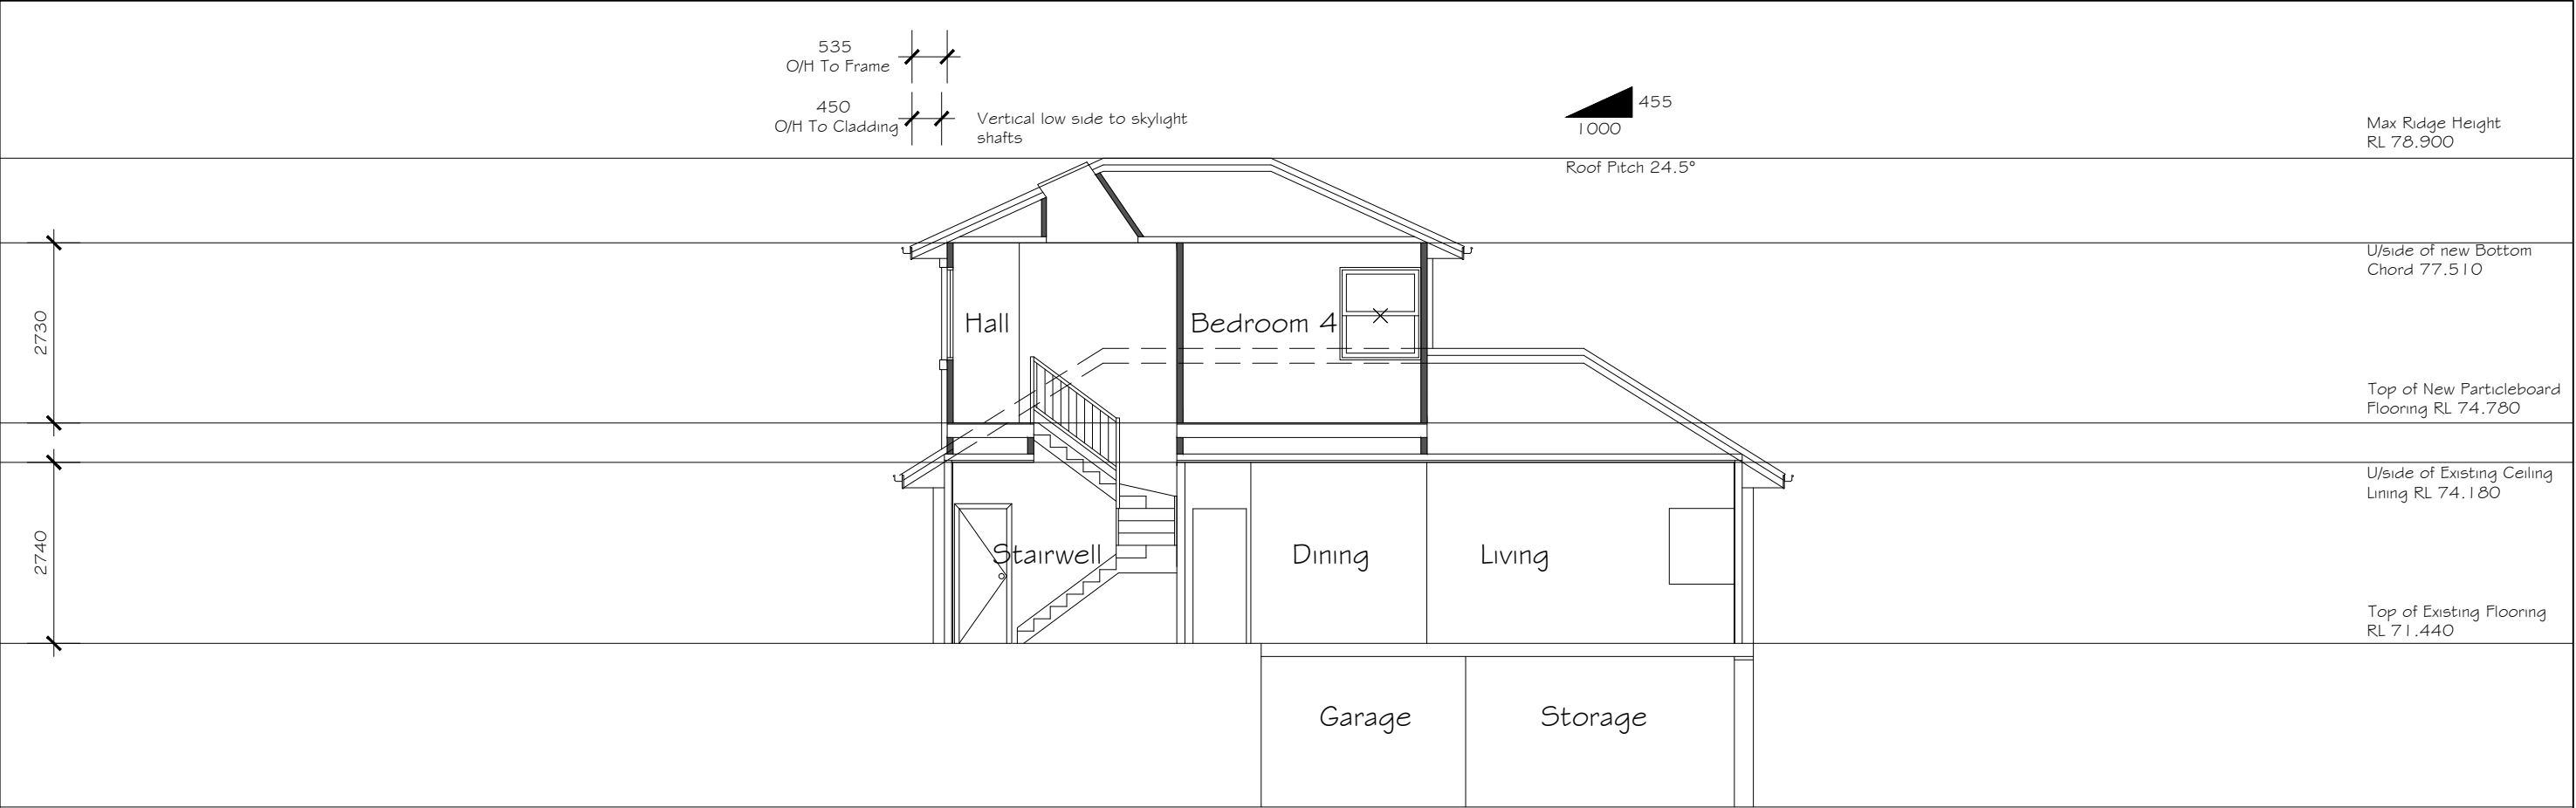 535
O/H To Frame
450
O/H To Cladding
Vertical low side to skylight
shafts
455
1000
Roof Pitch 24.5°
Max Ridge Height
RL 78.900
U/side of new Bottom
Chord 77.510
2730
Hall
Bedroom 4
Top of New Particleboard
Flooring RL 74.780
U/side of Existing Ceiling
Lining RL 74.180
2740
Stairwell
Dining
Living
Top of Existing Flooring
RL 71.440
Garage
Storage